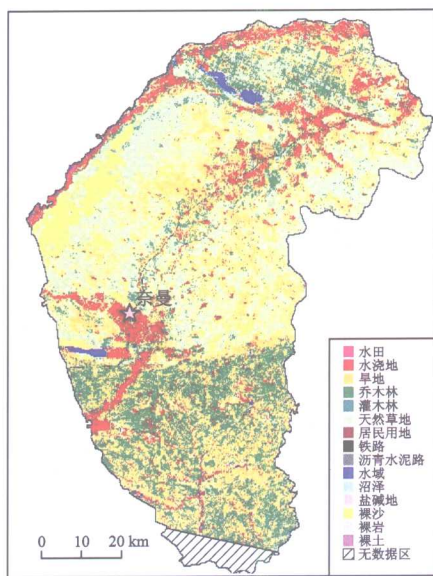 奈曼
水田
水浇地
旱地
乔木林
灌木林
天然草地
居民用地
铁路
沥青水泥路
水域
沼泽
盐碱地
裸沙
裸岩
裸土
无数据区
0 10 20 km